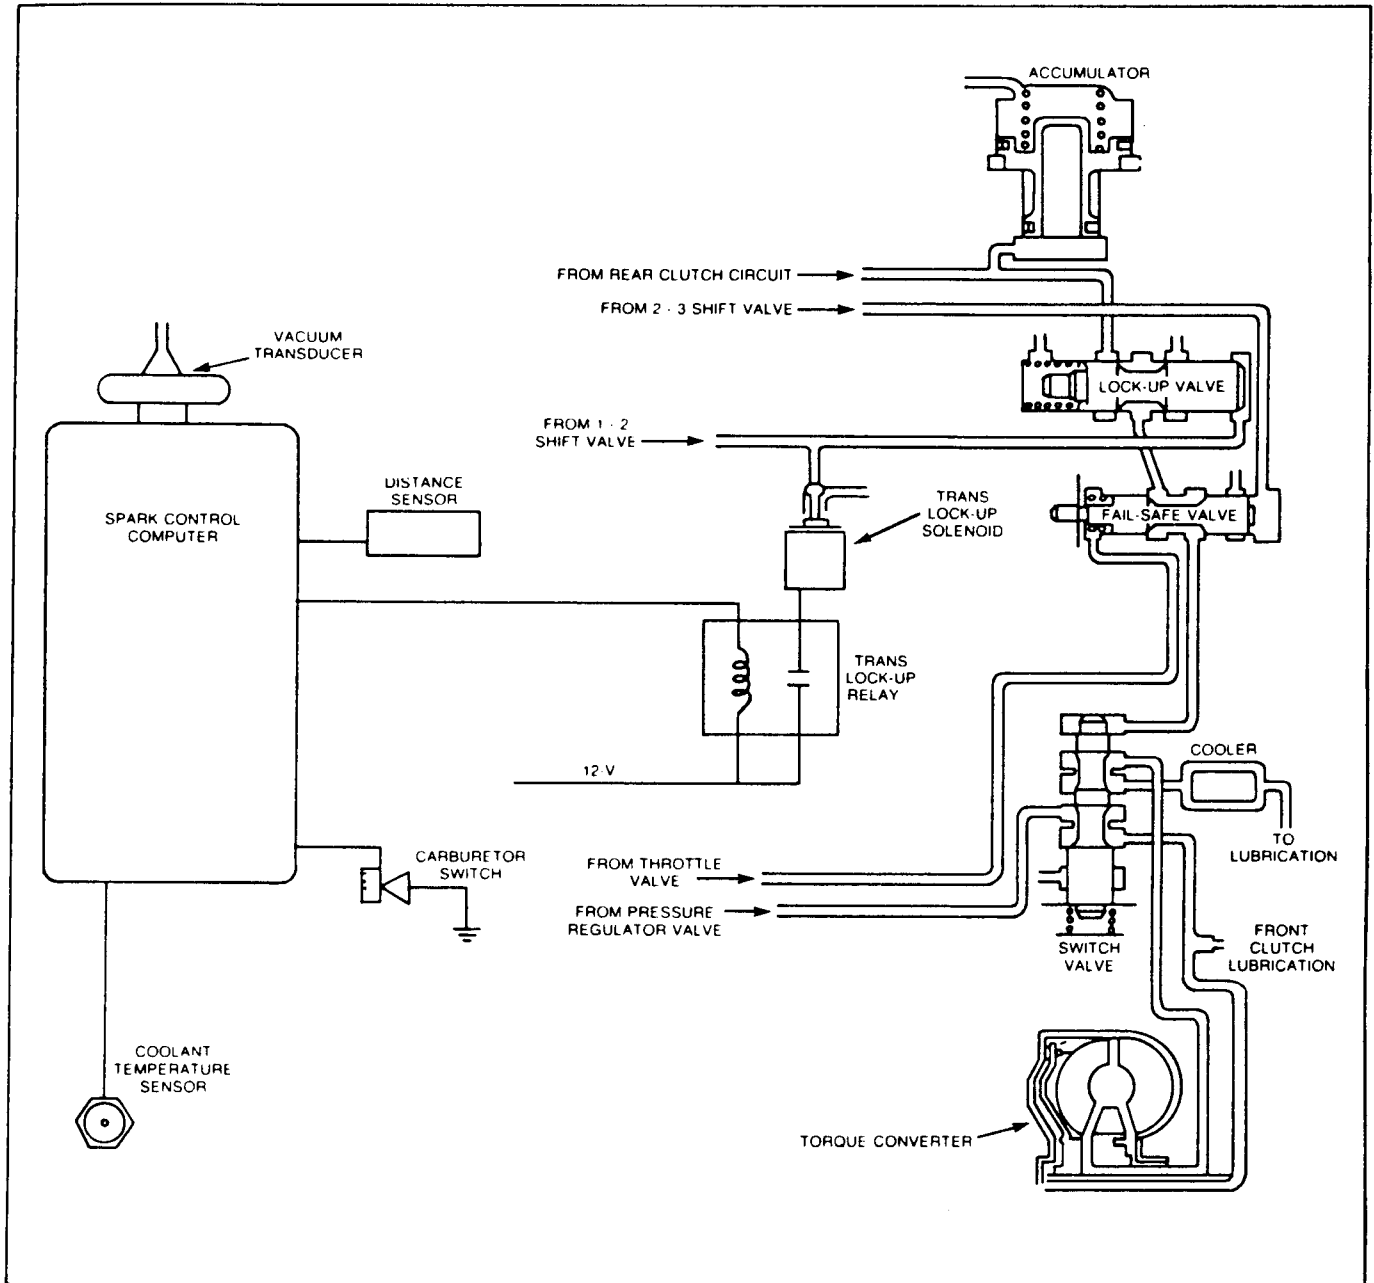 ACCUMULATOR
FROM REAR CLUTCH CIRCUIT
FROM 2 - 3 SHIFT VALVE
VACUUM
TRANSDUCER
LOCK-UP VALVE
FROM 1 - 2
SHIFT VALVE
DISTANCE
SENSOR
TRANS
LOCK-UP
SOLENOID
SPARK CONTROL
COMPUTER
FAIL-SAFE VALVE
TRANS
LOCK-UP
RELAY
12-V
COOLER
TO
LUBRICATION
CARBURETOR
SWITCH
FROM THROTTLE
VALVE
FROM PRESSURE
REGULATOR VALVE
SWITCH
VALVE
FRONT
CLUTCH
LUBRICATION
COOLANT
TEMPERATURE
SENSOR
TORQUE CONVERTER